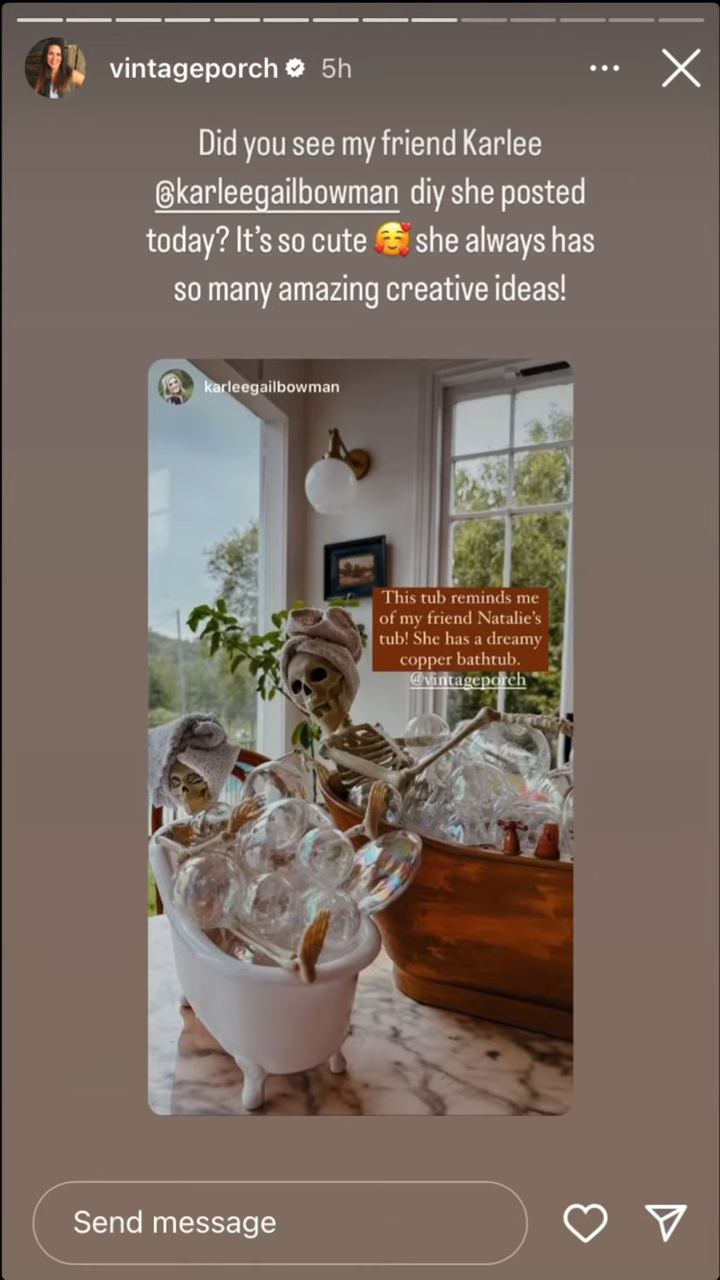 vintageporch 5h
Did you see my friend Karlee
@karleegailbowman diy she posted
today? It's so cute 🥰 she always has
so many amazing creative ideas!
karleegailbowman
This tub reminds me
of my friend Natalie's
tub! She has a dreamy
copper bathtub.
@vintageporch
Send message